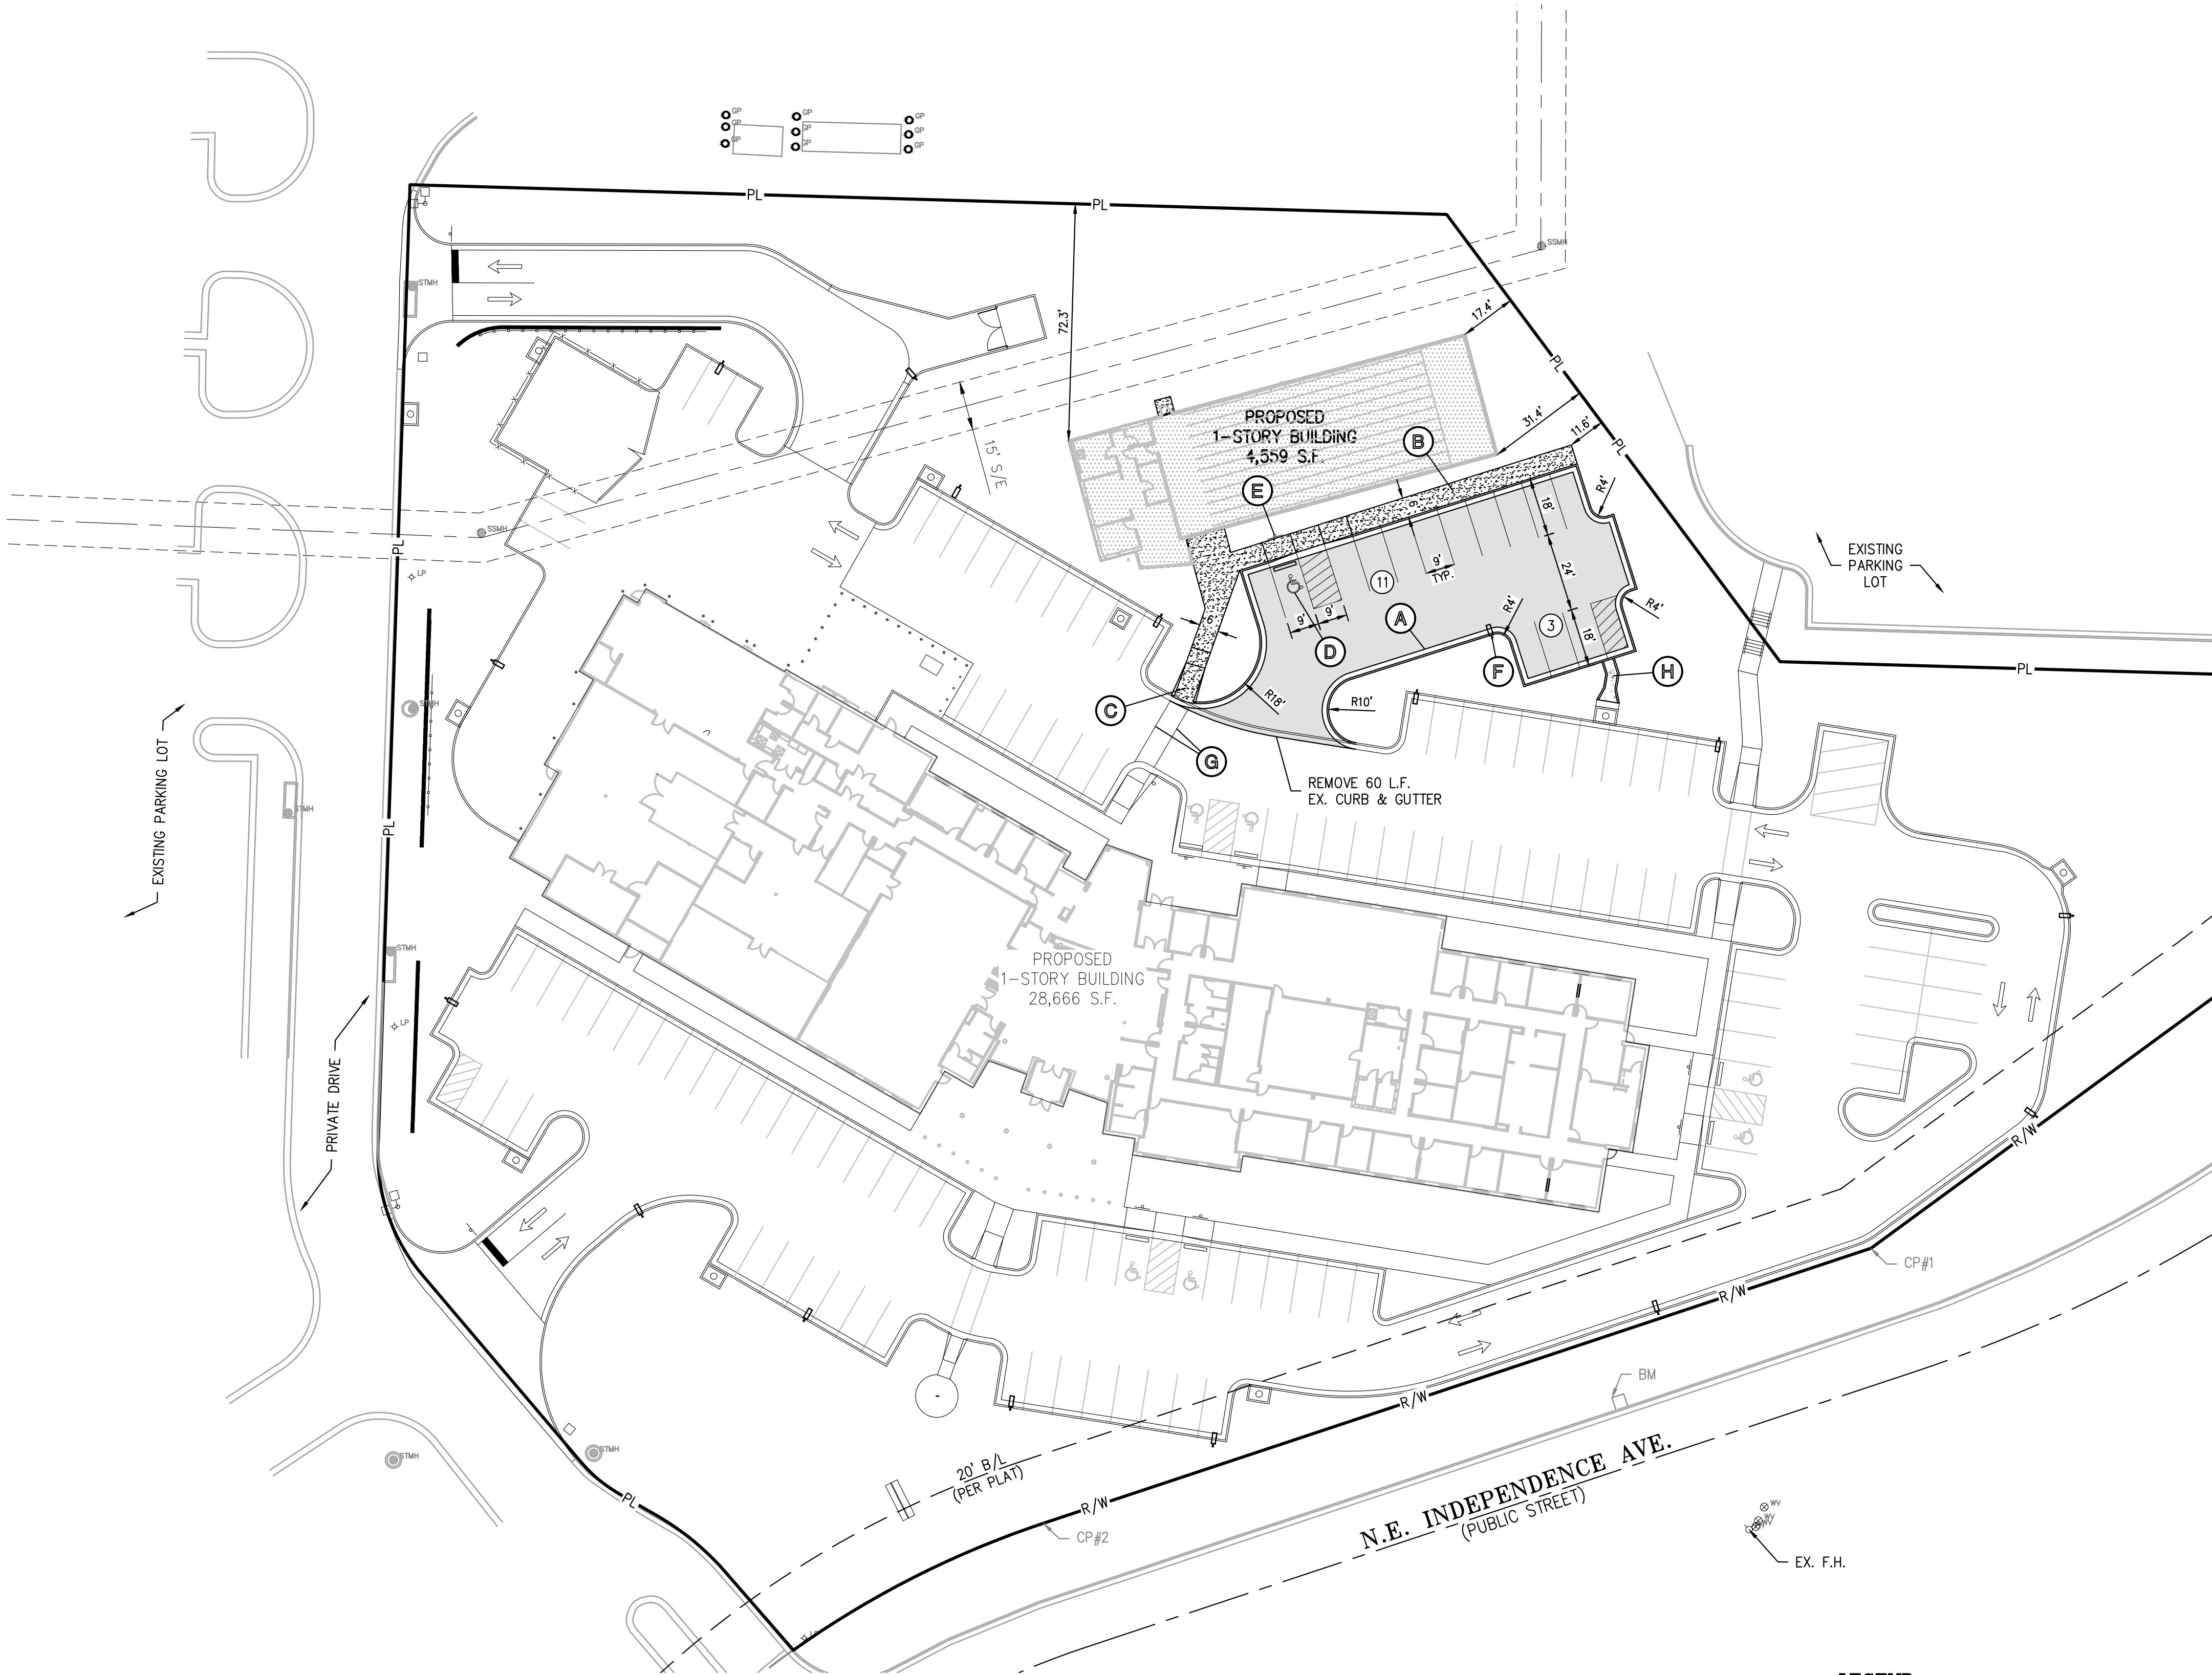 GP
GP
GP
GP
GP
GP
GP
GP
GP
PL
PL
SSMH
STMH
72.3'
17.4'
PL
15' S/E
PROPOSED
1-STORY BUILDING
4,559 S.F.
B
31.4'
11.6'
PL
E
6'
18'
R4'
9'
TYP.
24'
11
EXISTING
PARKING
LOT
SSMH
PL
LP
6'
9'
9'
A
R4'
3
18'
R4'
D
F
H
PL
C
R18'
R10'
G
REMOVE 60 L.F.
EX. CURB & GUTTER
STMH
EXISTING PARKING LOT
STMH
PL
PROPOSED
1-STORY BUILDING
28,666 S.F.
STMH
LP
PRIVATE DRIVE
R/W
CP#1
R/W
BM
R/W
STMH
STMH
20' B/L
(PER PLAT)
PL
R/W
CP#2
N.E. INDEPENDENCE AVE.
(PUBLIC STREET)
WV
WV
WV
EX. F.H.